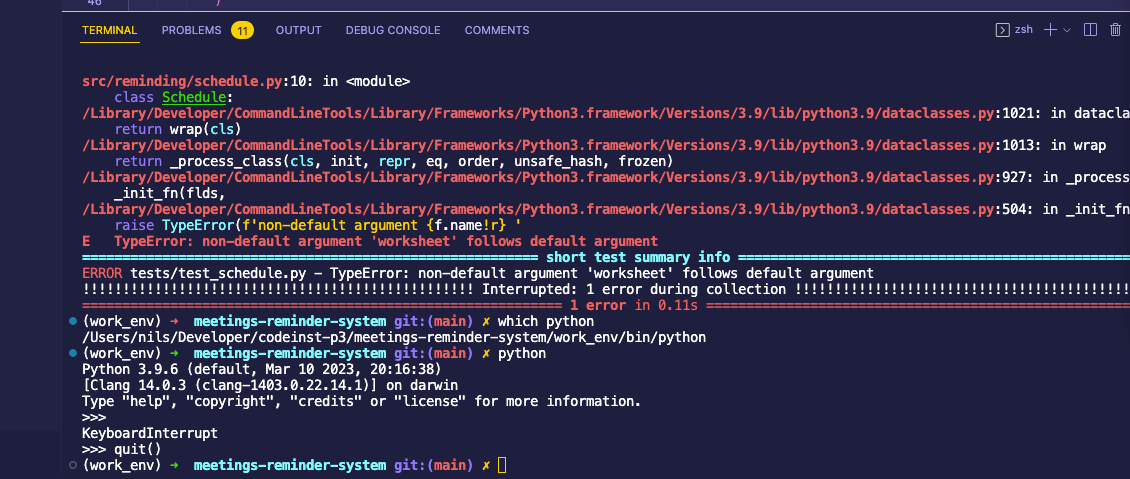 46 )
TERMINAL PROBLEMS 11 OUTPUT DEBUG CONSOLE COMMENTS zsh
src/reminding/schedule.py:10: in <module>
    class Schedule:
/Library/Developer/CommandLineTools/Library/Frameworks/Python3.framework/Versions/3.9/lib/python3.9/dataclasses.py:1021: in datacla
    return wrap(cls)
/Library/Developer/CommandLineTools/Library/Frameworks/Python3.framework/Versions/3.9/lib/python3.9/dataclasses.py:1013: in wrap
    return _process_class(cls, init, repr, eq, order, unsafe_hash, frozen)
/Library/Developer/CommandLineTools/Library/Frameworks/Python3.framework/Versions/3.9/lib/python3.9/dataclasses.py:927: in _process
    _init_fn(flds,
/Library/Developer/CommandLineTools/Library/Frameworks/Python3.framework/Versions/3.9/lib/python3.9/dataclasses.py:504: in _init_fn
    raise TypeError(f'non-default argument {f.name!r} '
E   TypeError: non-default argument 'worksheet' follows default argument
========================================================= short test summary info =================================================
ERROR tests/test_schedule.py - TypeError: non-default argument 'worksheet' follows default argument
!!!!!!!!!!!!!!!!!!!!!!!!!!!!!!!!!!!!!!!!!!!!!!!!! Interrupted: 1 error during collection !!!!!!!!!!!!!!!!!!!!!!!!!!!!!!!!!!!!!!!!!!
============================================================ 1 error in 0.11s =====================================================
(work_env) ➜  meetings-reminder-system git:(main) ✗ which python
/Users/nils/Developer/codeinst-p3/meetings-reminder-system/work_env/bin/python
(work_env) ➜  meetings-reminder-system git:(main) ✗ python
Python 3.9.6 (default, Mar 10 2023, 20:16:38)
[Clang 14.0.3 (clang-1403.0.22.14.1)] on darwin
Type "help", "copyright", "credits" or "license" for more information.
>>>
KeyboardInterrupt
>>> quit()
(work_env) ➜  meetings-reminder-system git:(main) ✗